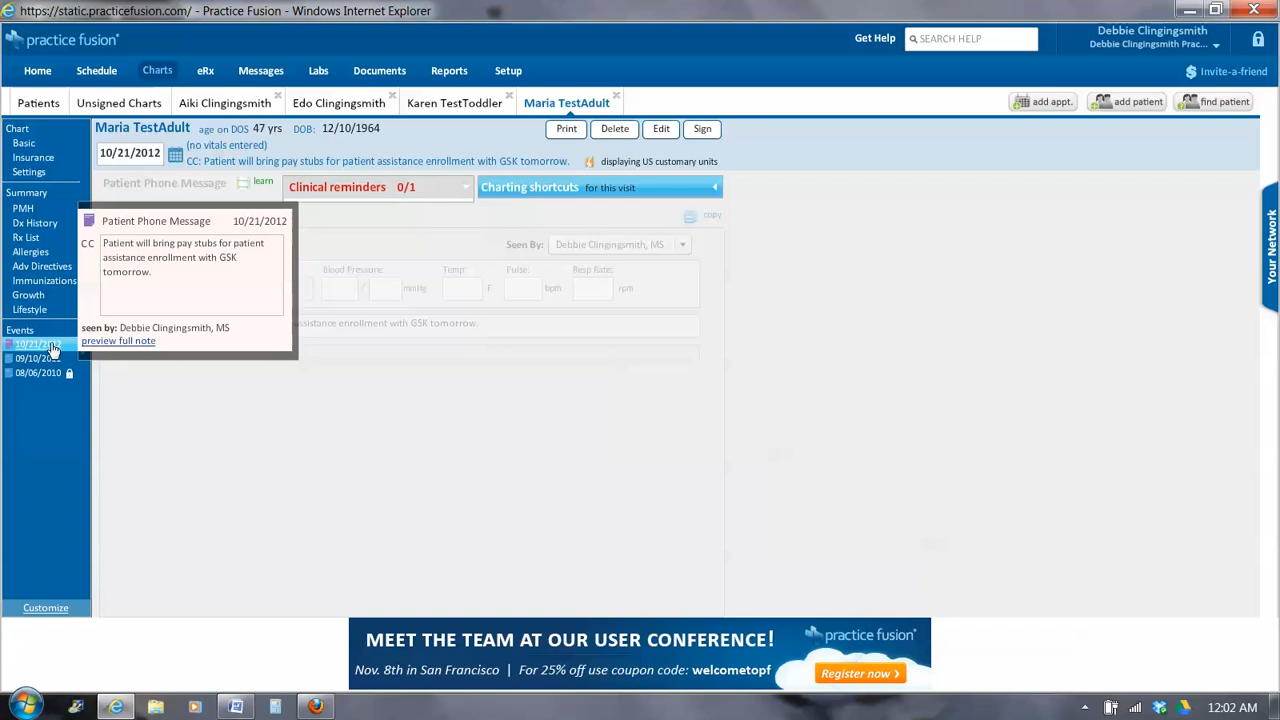 https://static.practicefusion.com/ - Practice Fusion - Windows Internet Explorer
practice fusion
Get Help
SEARCH HELP
Debbie Clingingsmith
Debbie Clingingsmith Prac...
Home Schedule Charts eRx Messages Labs Documents Reports Setup
Invite-a-friend
Patients Unsigned Charts Aiki Clingingsmith Edo Clingingsmith Karen TestToddler Maria TestAdult
add appt. add patient find patient
Chart
Basic
Insurance
Settings
Summary
PMH
Dx History
Rx List
Allergies
Adv Directives
Immunizations
Growth
Lifestyle
Events
10/21/2012
09/10/2012
08/06/2010
Customize
Maria TestAdult age on DOS 47 yrs DOB: 12/10/1964
Print Delete Edit Sign
10/21/2012
(no vitals entered)
CC: Patient will bring pay stubs for patient assistance enrollment with GSK tomorrow.
displaying US customary units
Patient Phone Message learn
Clinical reminders 0/1
Charting shortcuts for this visit
copy
Patient Phone Message 10/21/2012
CC
Patient will bring pay stubs for patient
assistance enrollment with GSK
tomorrow.
seen by: Debbie Clingingsmith, MS
preview full note
Seen By: Debbie Clingingsmith, MS
Blood Pressure: Temp: Pulse: Resp Rate:
/ mmHg F bpm rpm
assistance enrollment with GSK tomorrow.
Your Network
MEET THE TEAM AT OUR USER CONFERENCE!
Nov. 8th in San Francisco | For 25% off use coupon code: welcometopf
practice fusion
Register now >
12:02 AM